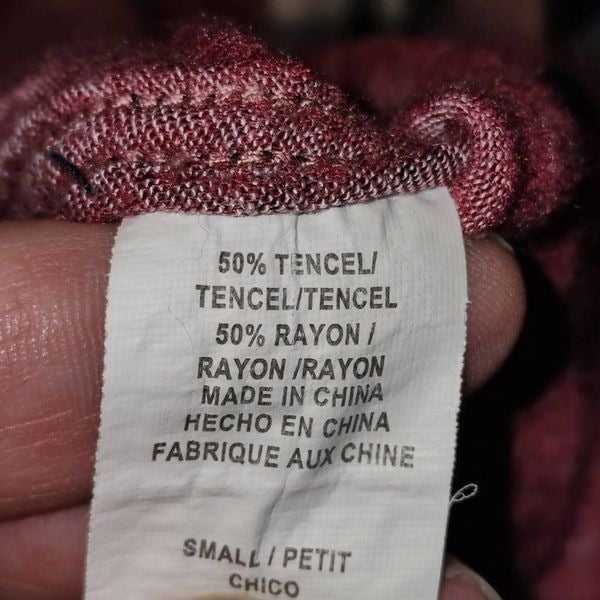 50% TENCEL/
TENCEL/TENCEL
50% RAYON /
RAYON /RAYON
MADE IN CHINA
HECHO EN CHINA
FABRIQUE AUX CHINE
SMALL / PETIT
CHICO